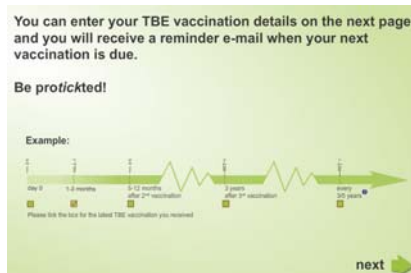 You can enter your TBE vaccination details on the next page
and you will receive a reminder e-mail when your next
vaccination is due.
Be protickted!
Example:
day 0
1-3 months
5-12 months
after 2nd vaccination
3 years
after 3rd vaccination
every
3/5 years
Please tick the box for the latest TBE vaccination you received
next